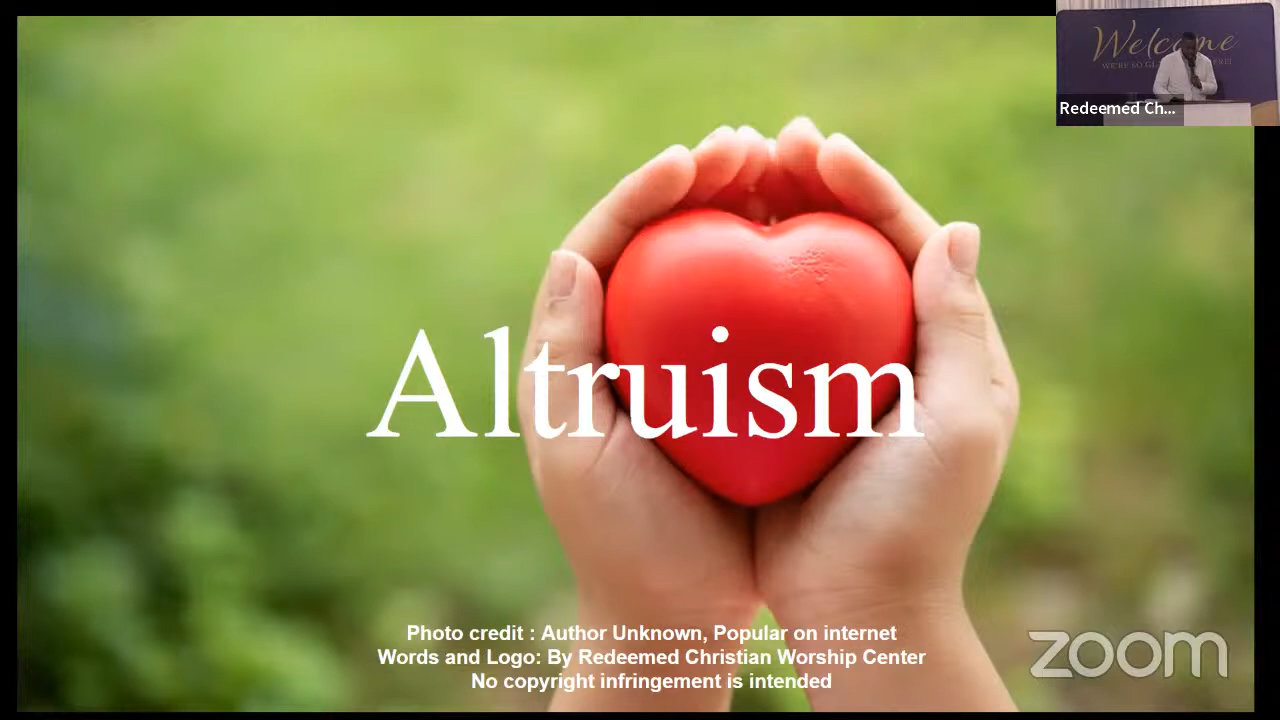 Welcome
Redeemed Ch...
Altruism
Photo credit : Author Unknown, Popular on internet
Words and Logo: By Redeemed Christian Worship Center
No copyright infringement is intended
zoom